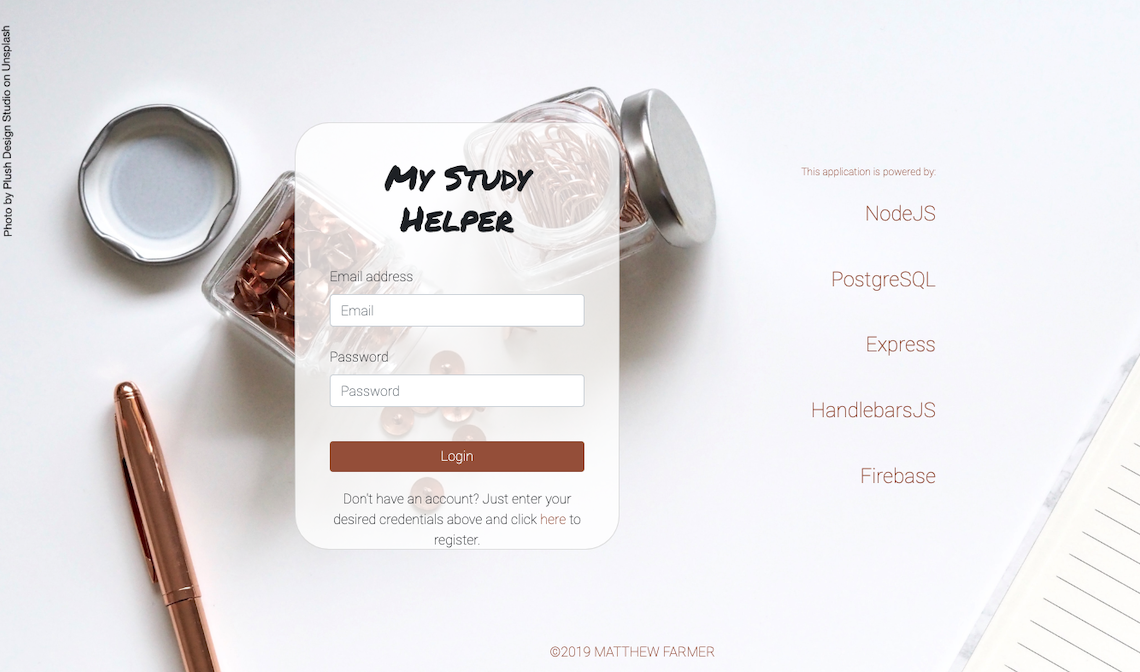 Photo by Plush Design Studio on Unsplash
My Study
Helper
Email address
Email
Password
Password
Login
Don't have an account? Just enter your
desired credentials above and click here to
register.
This application is powered by:
NodeJS
PostgreSQL
Express
HandlebarsJS
Firebase
©2019 MATTHEW FARMER